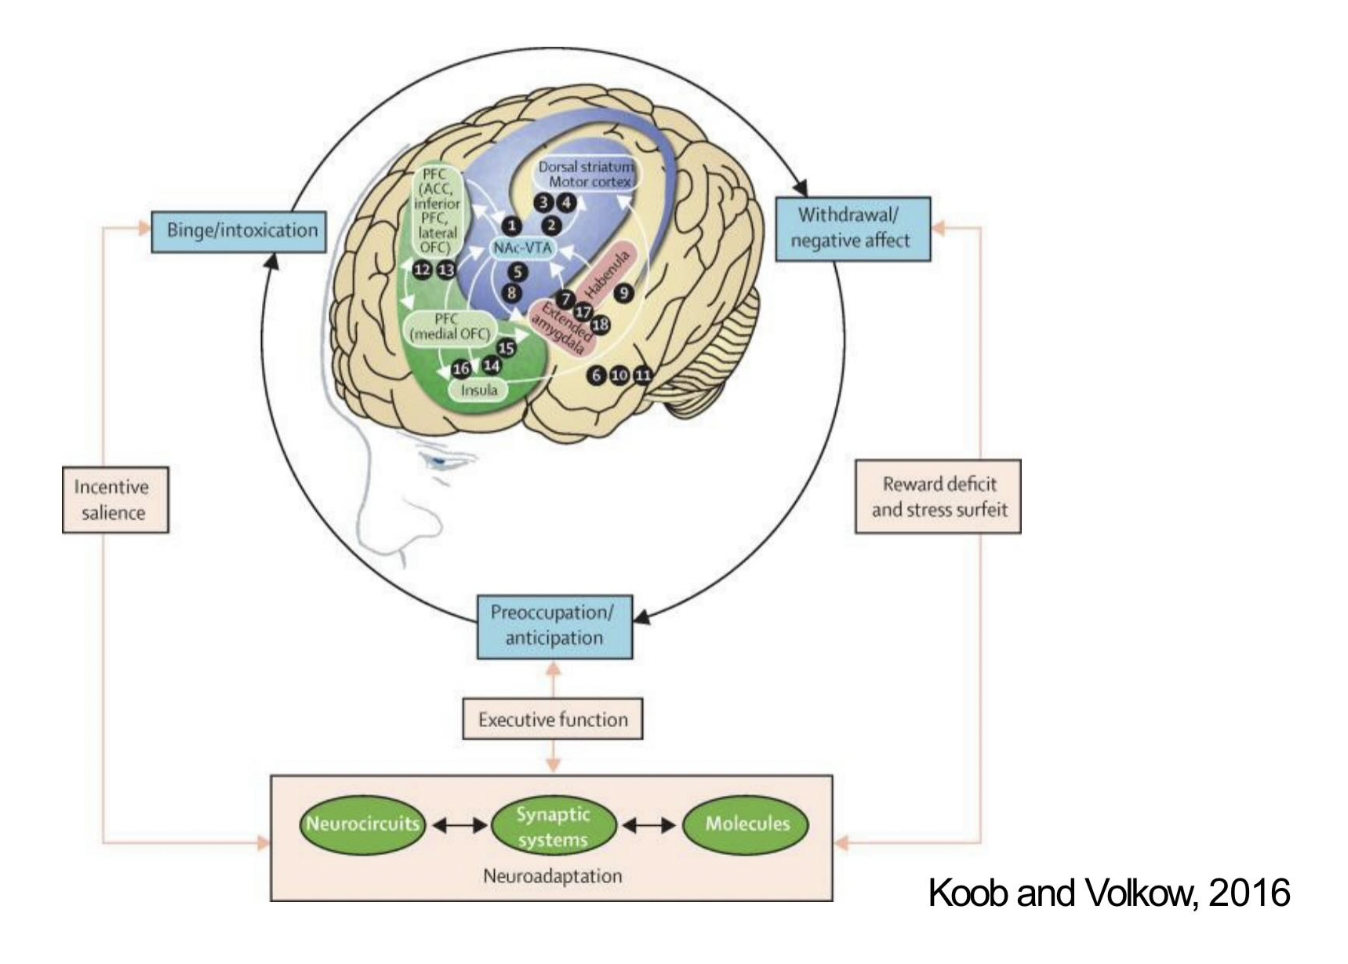 PFC
(ACC,
inferior
PFC,
lateral
OFC)
Dorsal striatum
Motor cortex
3 4
1 2
NAc-VTA
12 13
5
8
Habenula
7
17
18
9
Extended
amygdala
PFC
(medial OFC)
15
16 14
Insula
6 10 11
Binge/intoxication
Withdrawal/
negative affect
Incentive
salience
Reward deficit
and stress surfeit
Preoccupation/
anticipation
Executive function
Neurocircuits
Synaptic
systems
Molecules
Neuroadaptation
Koob and Volkow, 2016